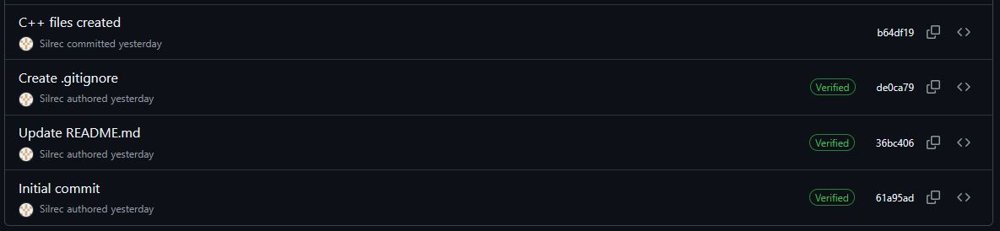 C++ files created
b64df19
Silrec committed yesterday
Create .gitignore
Verified de0ca79
Silrec authored yesterday
Update README.md
Verified 36bc406
Silrec authored yesterday
Initial commit
Verified 61a95ad
Silrec authored yesterday